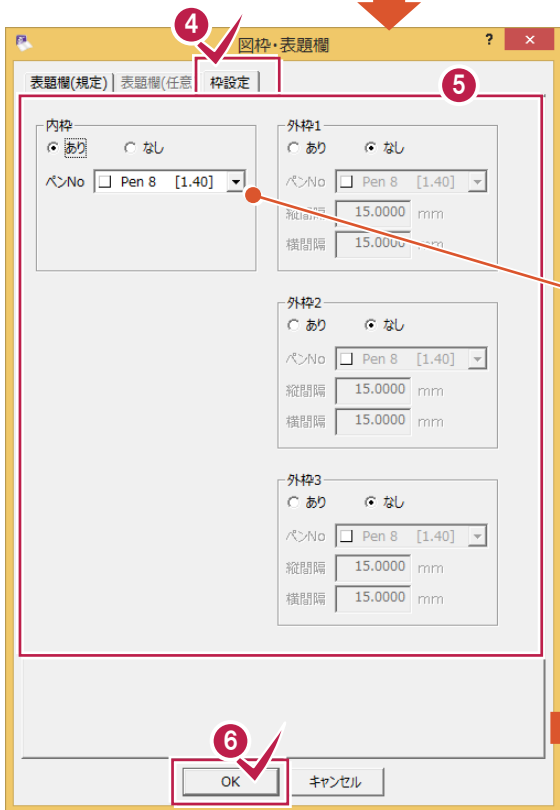 4
図枠・表題欄 ? ×
表題欄(規定) 表題欄(任意 枠設定
5
内枠
あり なし
ペンNo Pen 8 [1.40]
外枠1
あり なし
ペンNo Pen 8 [1.40]
縦間隔 15.0000 mm
横間隔 15.0000 mm
外枠2
あり なし
ペンNo Pen 8 [1.40]
縦間隔 15.0000 mm
横間隔 15.0000 mm
外枠3
あり なし
ペンNo Pen 8 [1.40]
縦間隔 15.0000 mm
横間隔 15.0000 mm
6
OK キャンセル